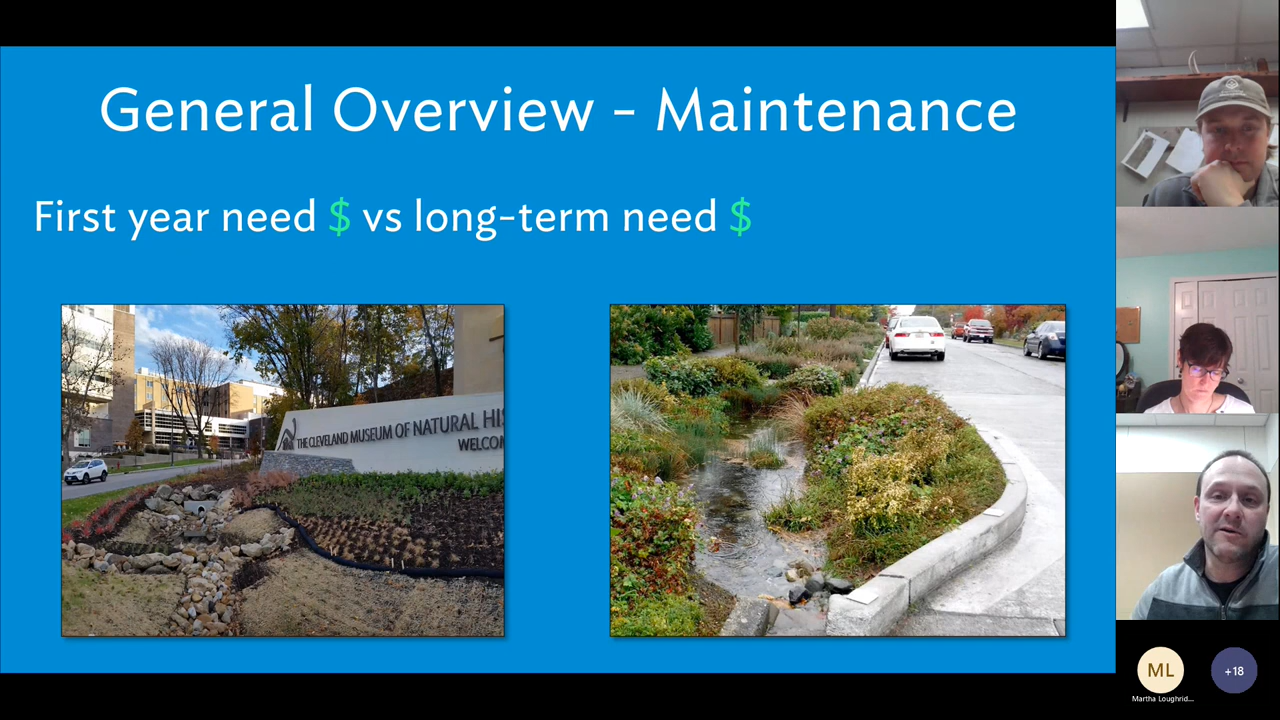 General Overview – Maintenance
First year need $ vs long-term need $
THE CLEVELAND MUSEUM OF NATURAL HIS
WELCOM
ML
+18
Martha Loughrid...